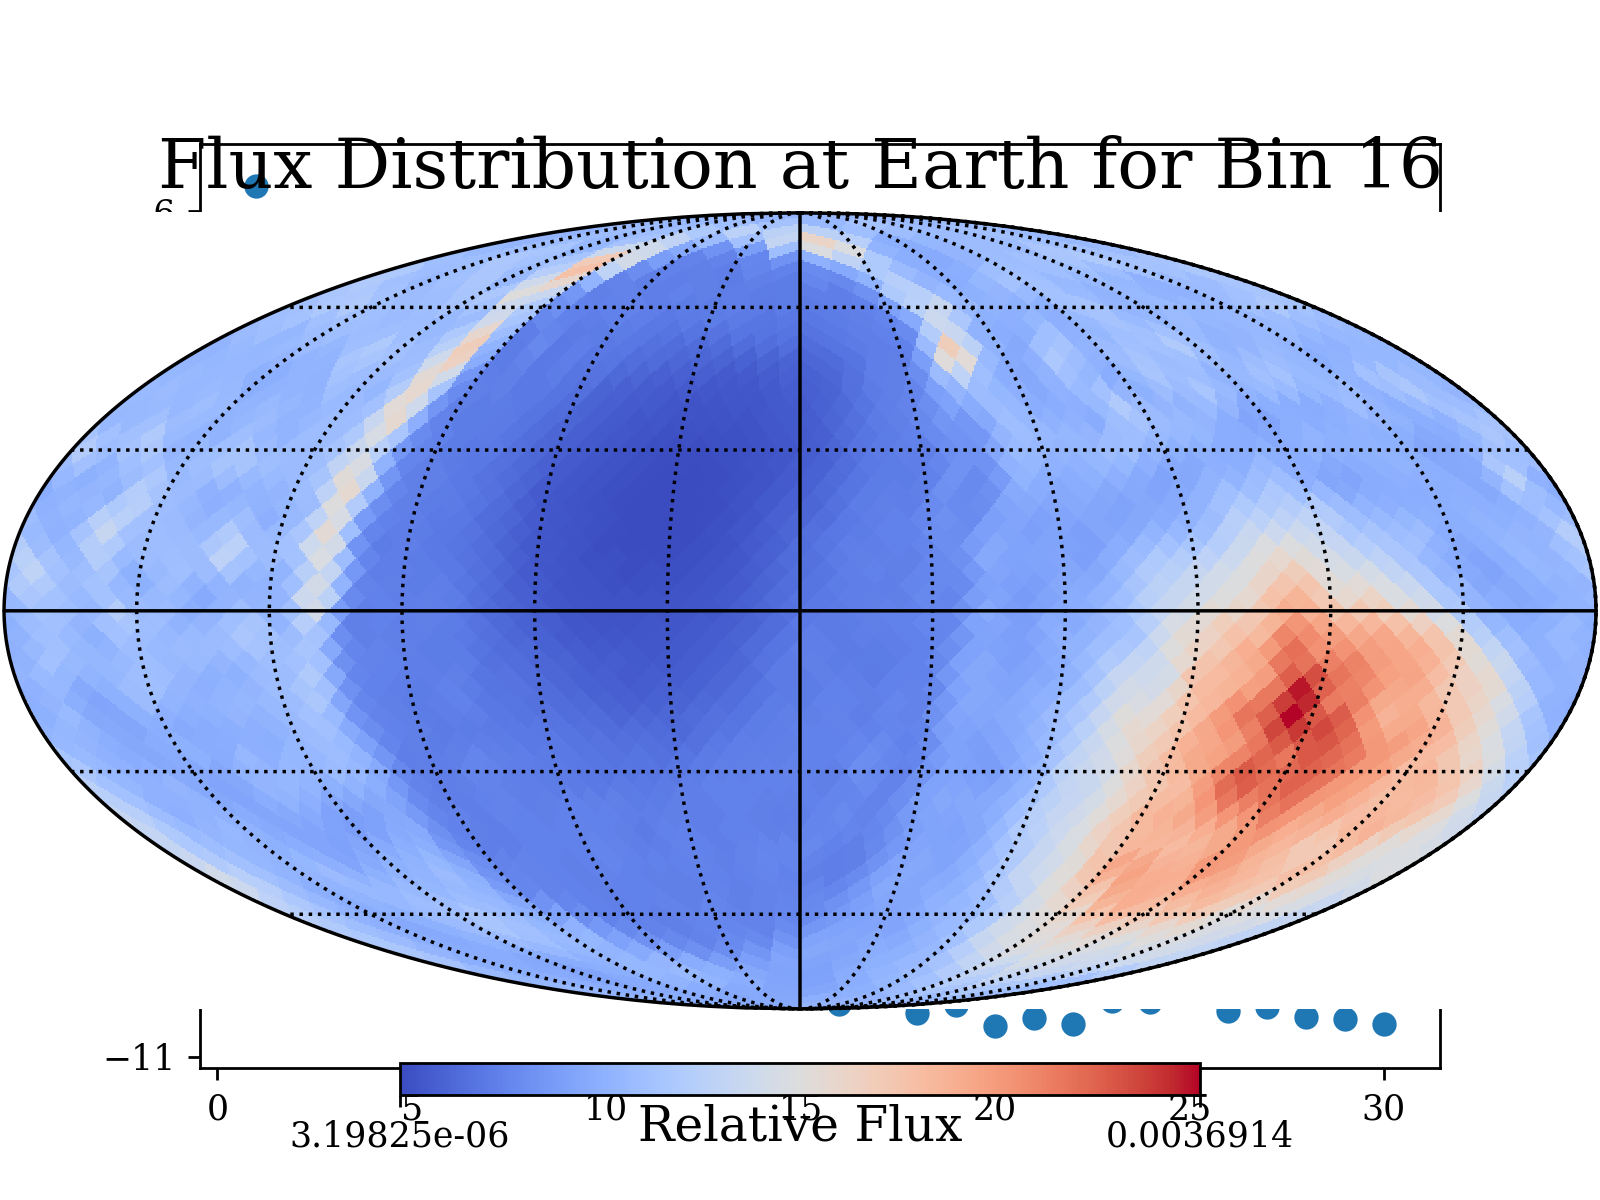 Flux Distribution at Earth for Bin 16
6
−11
0 5 10 15 20 25 30
3.19825e-06 Relative Flux 0.0036914